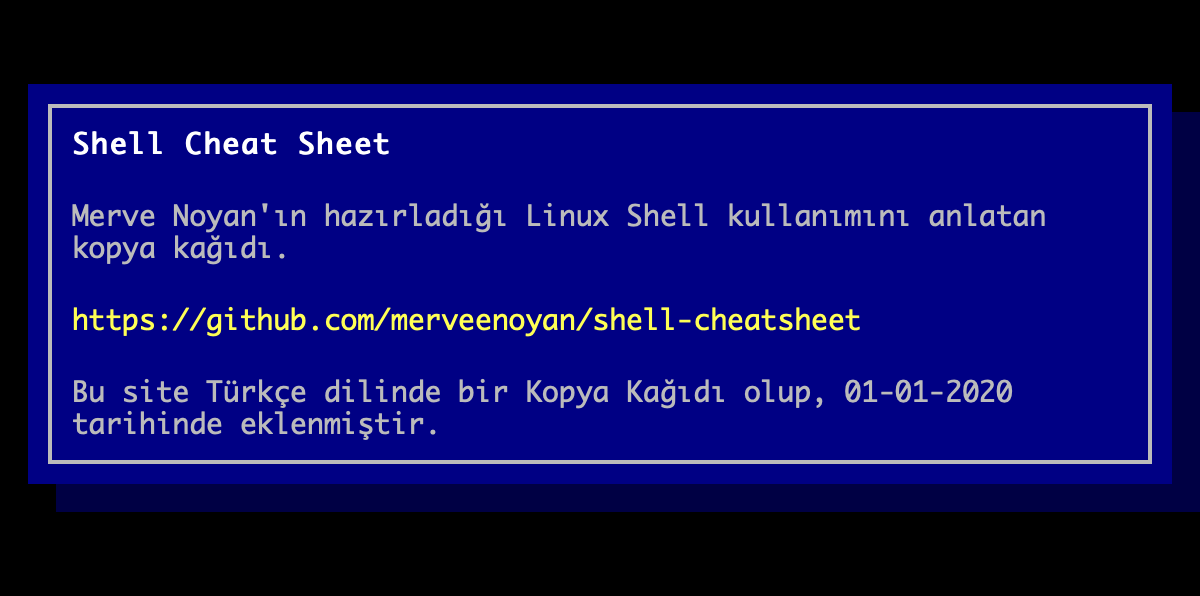 Shell Cheat Sheet
Merve Noyan'ın hazırladığı Linux Shell kullanımını anlatan
kopya kağıdı.
https://github.com/merveenoyan/shell-cheatsheet
Bu site Türkçe dilinde bir Kopya Kağıdı olup, 01-01-2020
tarihinde eklenmiştir.